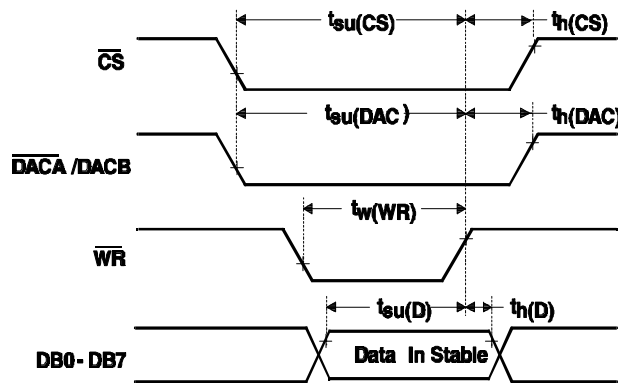 tsu(CS) th(CS)
CS
tsu(DAC) th(DAC)
DACA /DACB
tw(WR)
WR
tsu(D) th(D)
DB0 - DB7 Data In Stable